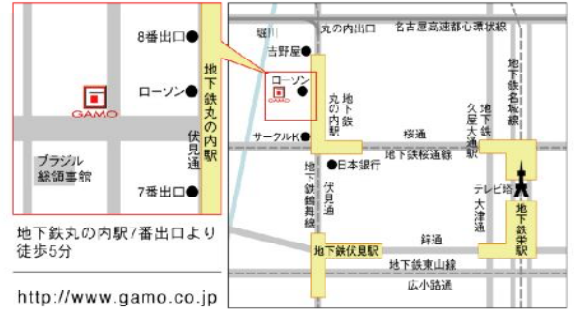 8番出口
ローソン
GAMO
地下鉄丸の内駅
伏見通
ブラジル
総領事館
7番出口
地下鉄丸の内駅7番出口より
徒歩5分
http://www.gamo.co.jp
堀川
丸の内出口
名古屋高速都心環状線
吉野屋
ローソン
GAMO
地下鉄
丸の内駅
サークルK
桜通
地下鉄桜通線
地下鉄
久屋大通駅
地下鉄名城線
日本銀行
地下鉄鶴舞線
伏見通
テレビ塔
大津通
地下鉄栄駅
錦通
地下鉄伏見駅
地下鉄東山線
広小路通